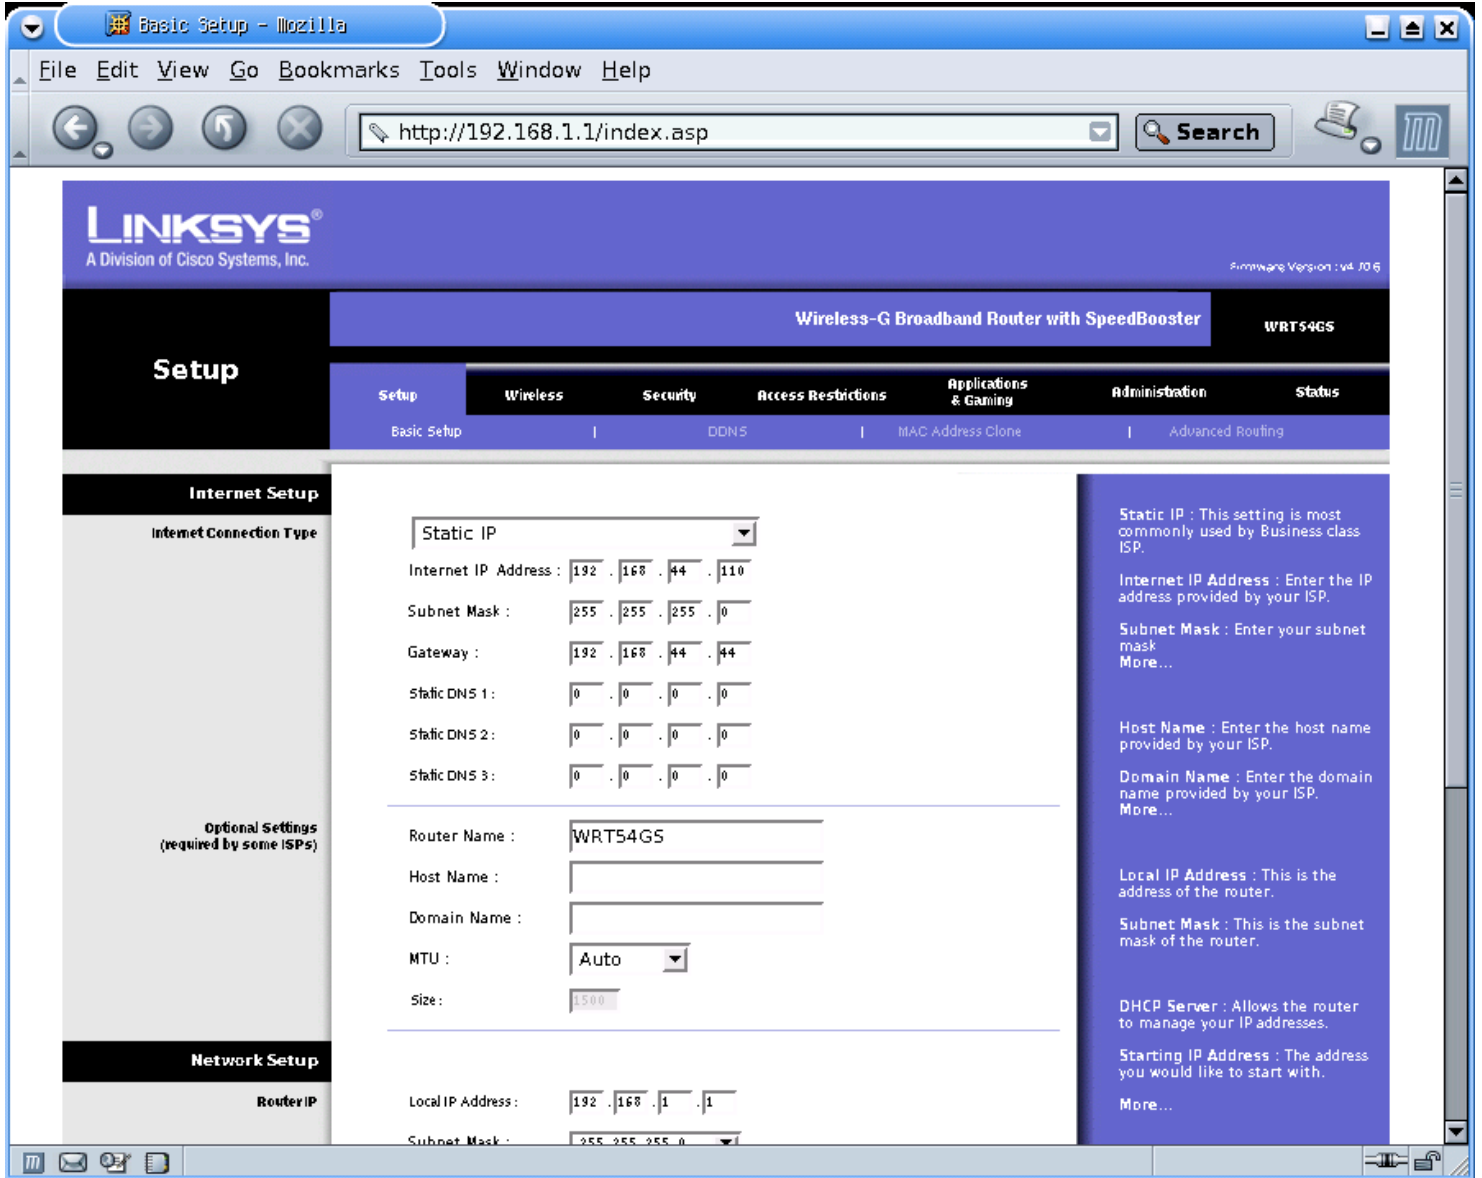 Basic Setup - Mozilla
File Edit View Go Bookmarks Tools Window Help
http://192.168.1.1/index.asp
Search
LINKSYS®
A Division of Cisco Systems, Inc.
Firmware Version : v4.70.6
Wireless-G Broadband Router with SpeedBooster
WRT54GS
Setup
Setup Wireless Security Access Restrictions Applications & Gaming Administration Status
Basic Setup | DDNS | MAC Address Clone | Advanced Routing
Internet Setup
Internet Connection Type
Static IP
Internet IP Address : 192 . 168 . 44 . 110
Subnet Mask : 255 . 255 . 255 . 0
Gateway : 192 . 168 . 44 . 44
Static DNS 1 : 0 . 0 . 0 . 0
Static DNS 2 : 0 . 0 . 0 . 0
Static DNS 3 : 0 . 0 . 0 . 0
Optional Settings
(required by some ISPs)
Router Name : WRT54GS
Host Name :
Domain Name :
MTU : Auto
Size : 1500
Network Setup
Router IP
Local IP Address : 192 . 168 . 1 . 1
Subnet Mask : 255.255.255.0
Static IP : This setting is most
commonly used by Business class
ISP.
Internet IP Address : Enter the IP
address provided by your ISP.
Subnet Mask : Enter your subnet
mask
More...
Host Name : Enter the host name
provided by your ISP.
Domain Name : Enter the domain
name provided by your ISP.
More...
Local IP Address : This is the
address of the router.
Subnet Mask : This is the subnet
mask of the router.
DHCP Server : Allows the router
to manage your IP addresses.
Starting IP Address : The address
you would like to start with.
More...